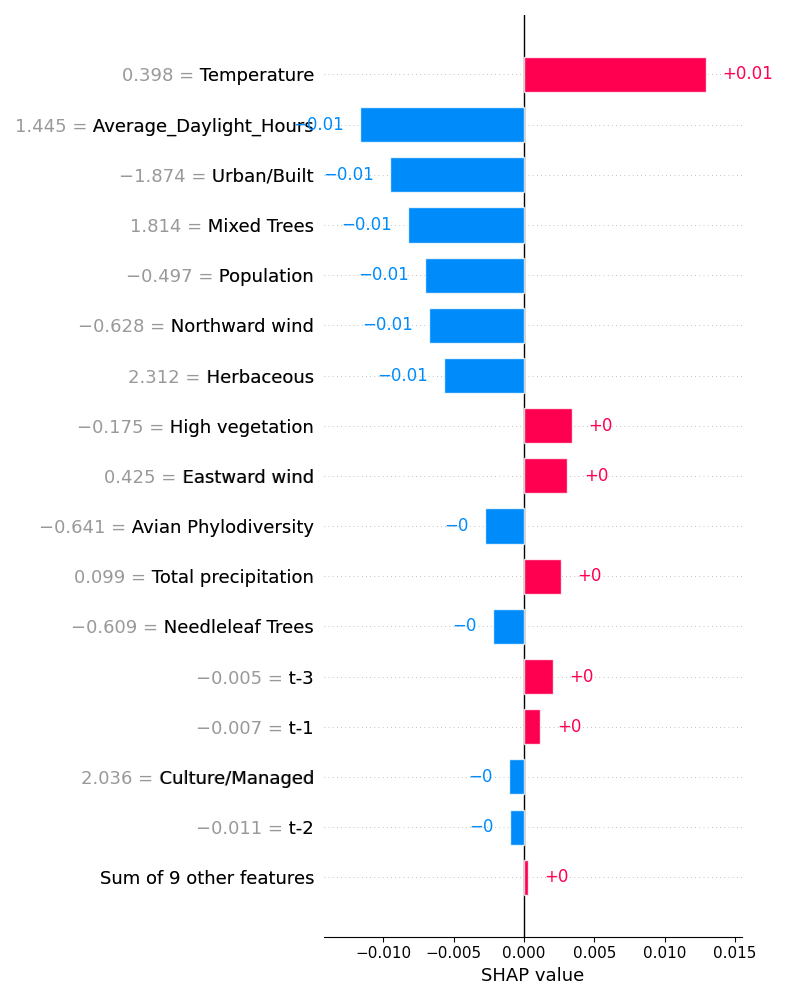 0.398 = Temperature +0.01
1.445 = Average_Daylight_Hours −0.01
−1.874 = Urban/Built −0.01
1.814 = Mixed Trees −0.01
−0.497 = Population −0.01
−0.628 = Northward wind −0.01
2.312 = Herbaceous −0.01
−0.175 = High vegetation +0
0.425 = Eastward wind +0
−0.641 = Avian Phylodiversity −0
0.099 = Total precipitation +0
−0.609 = Needleleaf Trees −0
−0.005 = t-3 +0
−0.007 = t-1 +0
2.036 = Culture/Managed −0
−0.011 = t-2 −0
Sum of 9 other features +0
−0.010 −0.005 0.000 0.005 0.010 0.015
SHAP value